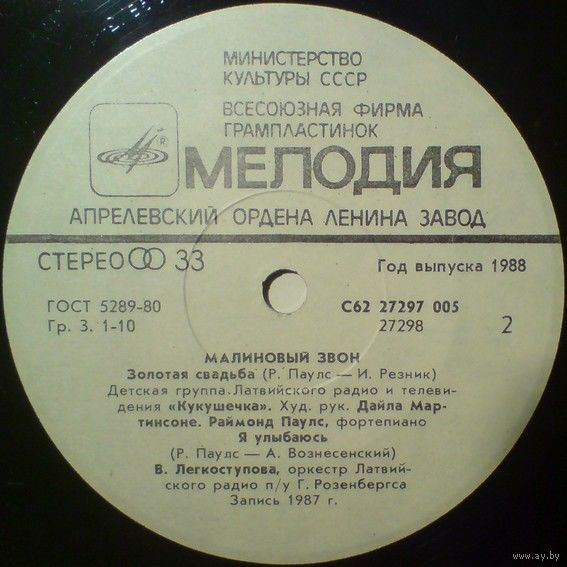 МИНИСТЕРСТВО
КУЛЬТУРЫ СССР
ВСЕСОЮЗНАЯ ФИРМА
ГРАМПЛАСТИНОК
®
МЕЛОДИЯ
АПРЕЛЕВСКИЙ ОРДЕНА ЛЕНИНА ЗАВОД
СТЕРЕО 33
Год выпуска 1988
ГОСТ 5289-80
С62 27297 005
Гр. 3. 1-10
27298
2
МАЛИНОВЫЙ ЗВОН
Золотая свадьба (Р. Паулс — И. Резник)
Детская группа Латвийского радио и телеви-
дения «Кукушечка». Худ. рук. Дайла Мар-
тинсоне. Раймонд Паулс, фортепиано
Я улыбаюсь
(Р. Паулс — А. Вознесенский)
В. Легкоступова, оркестр Латвий-
ского радио п/у Г. Розенбергса
Запись 1987 г.
www.ay.by